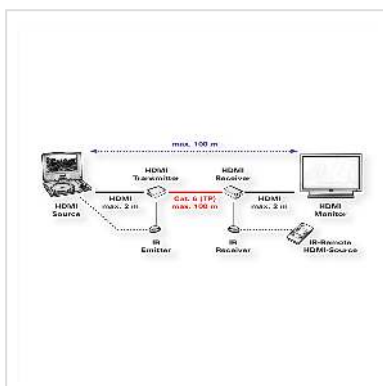 max. 100 m
HDMI
Transmitter
HDMI
Receiver
HDMI
Source
HDMI
max. 2 m
Cat. 6 (TP)
max. 100 m
HDMI
max. 2 m
HDMI
Monitor
IR
Emitter
IR
Receiver
IR-Remote
HDMI-Source